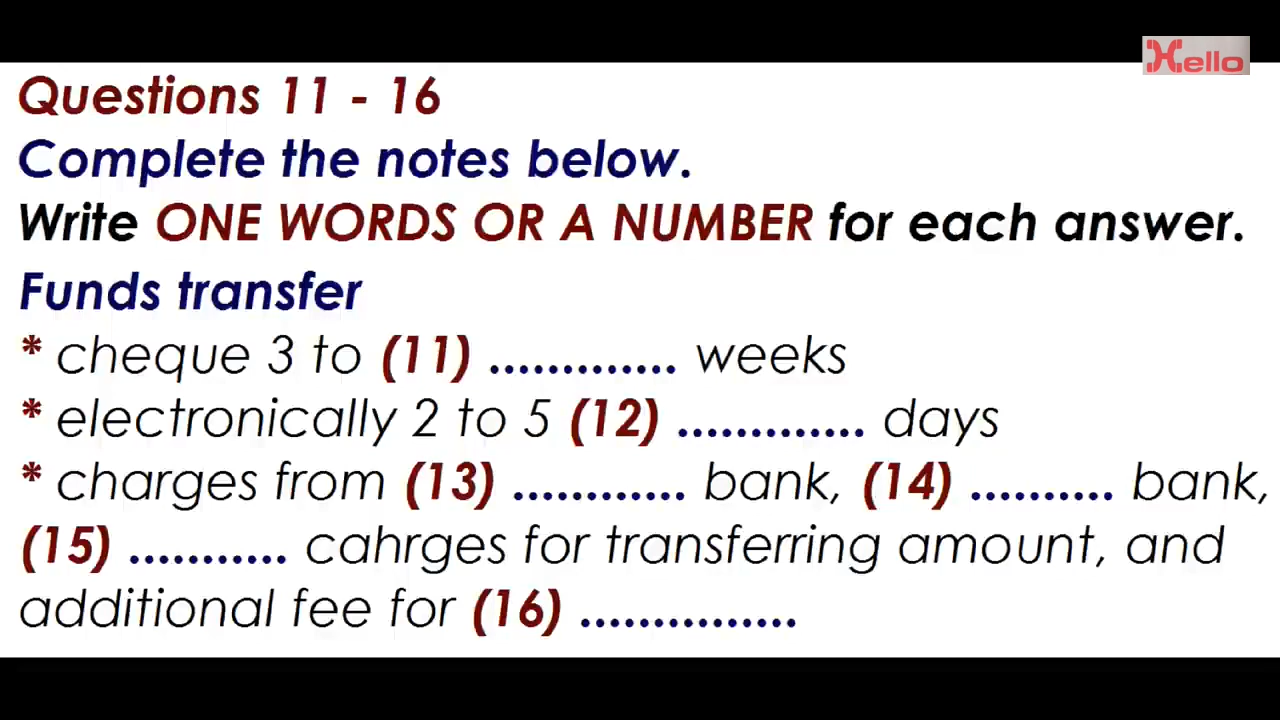 Hello
Questions 11 - 16
Complete the notes below.
Write ONE WORDS OR A NUMBER for each answer.
Funds transfer
* cheque 3 to (11) ............. weeks
* electronically 2 to 5 (12) ............. days
* charges from (13) ............ bank, (14) .......... bank,
(15) ........... cahrges for transferring amount, and
additional fee for (16) ...............